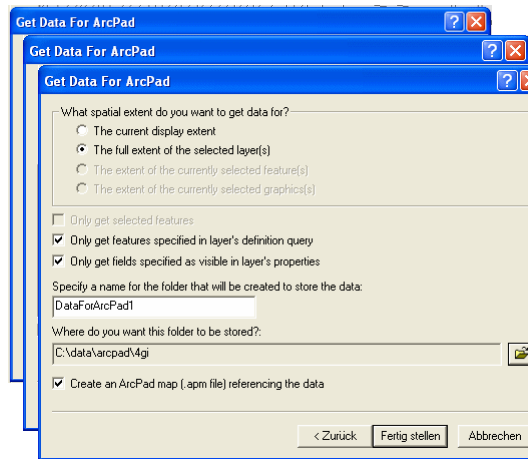 Get Data For ArcPad
Get Data For ArcPad
Get Data For ArcPad
What spatial extent do you want to get data for?
The current display extent
The full extent of the selected layer(s)
The extent of the currently selected feature(s)
The extent of the currently selected graphics(s)
Only get selected features
Only get features specified in layer's definition query
Only get fields specified as visible in layer's properties
Specify a name for the folder that will be created to store the data:
DataForArcPad1
Where do you want this folder to be stored?:
C:\data\arcpad\4gi
Create an ArcPad map (.apm file) referencing the data
< Zurück Fertig stellen Abbrechen